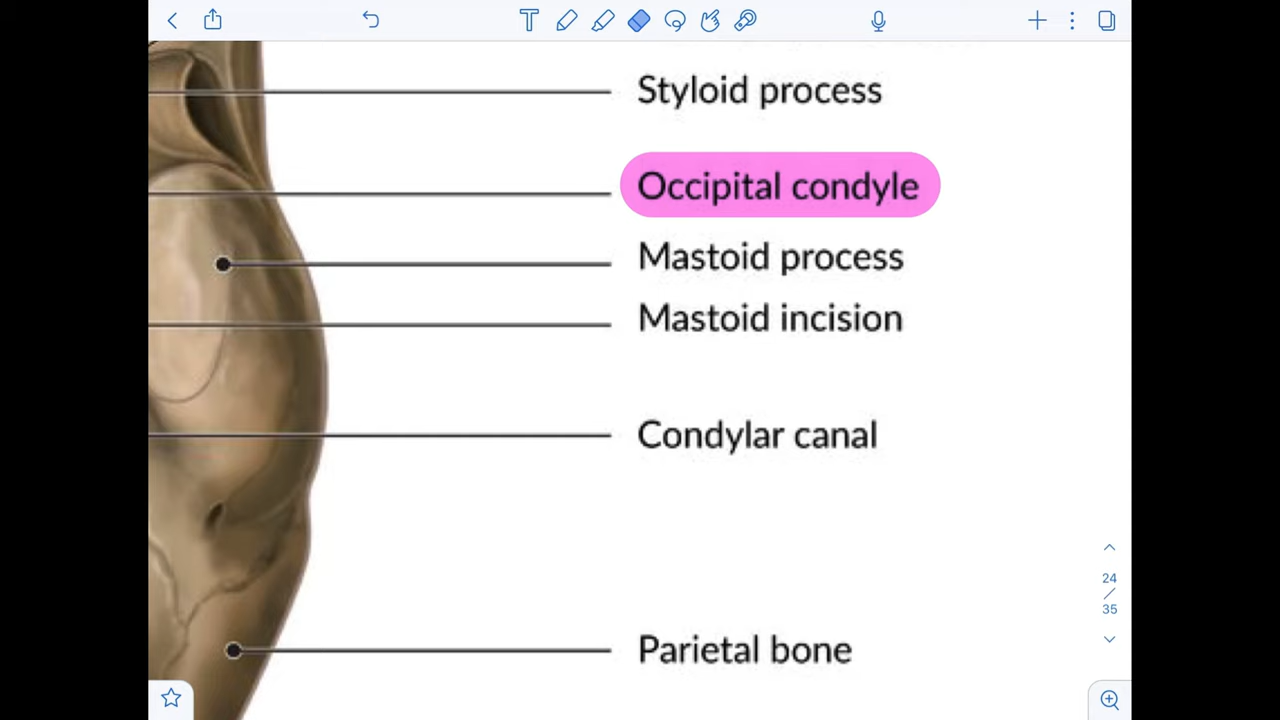 Styloid process
Occipital condyle
Mastoid process
Mastoid incision
Condylar canal
24
/
35
Parietal bone